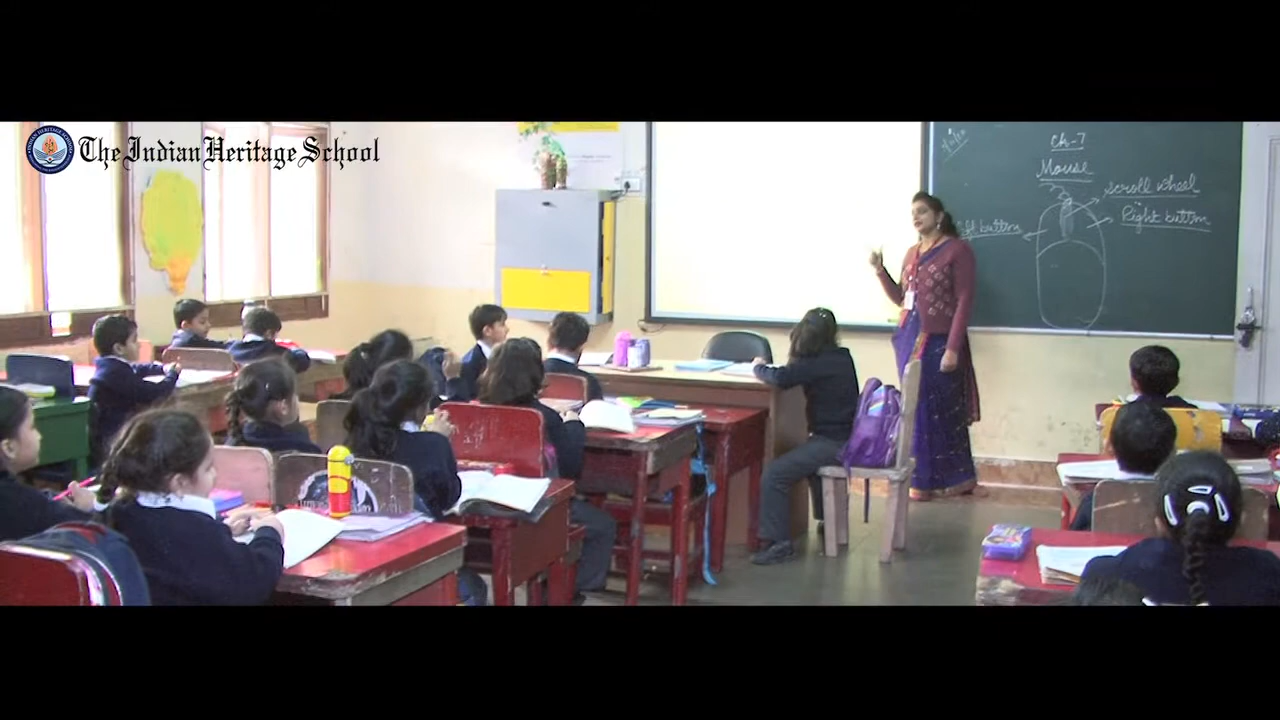 The Indian Heritage School
Ch-7
Mouse
scroll wheel
Right button
button